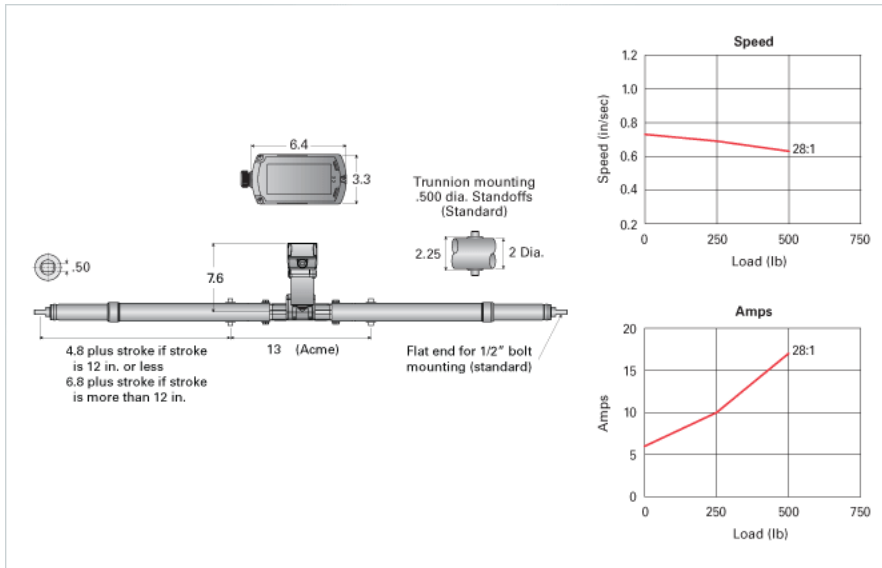 6.4
3.3
Trunnion mounting
.500 dia. Standoffs
(Standard)
2.25
2 Dia.
.50
7.6
4.8 plus stroke if stroke
is 12 in. or less
6.8 plus stroke if stroke
is more than 12 in.
13 (Acme)
Flat end for 1/2" bolt
mounting (standard)
Speed
1.2
1.0
0.8
0.6
0.4
0.2
Speed (in/sec)
28:1
0 250 500 750
Load (lb)
Amps
20
15
10
5
0
Amps
28:1
0 250 500 750
Load (lb)